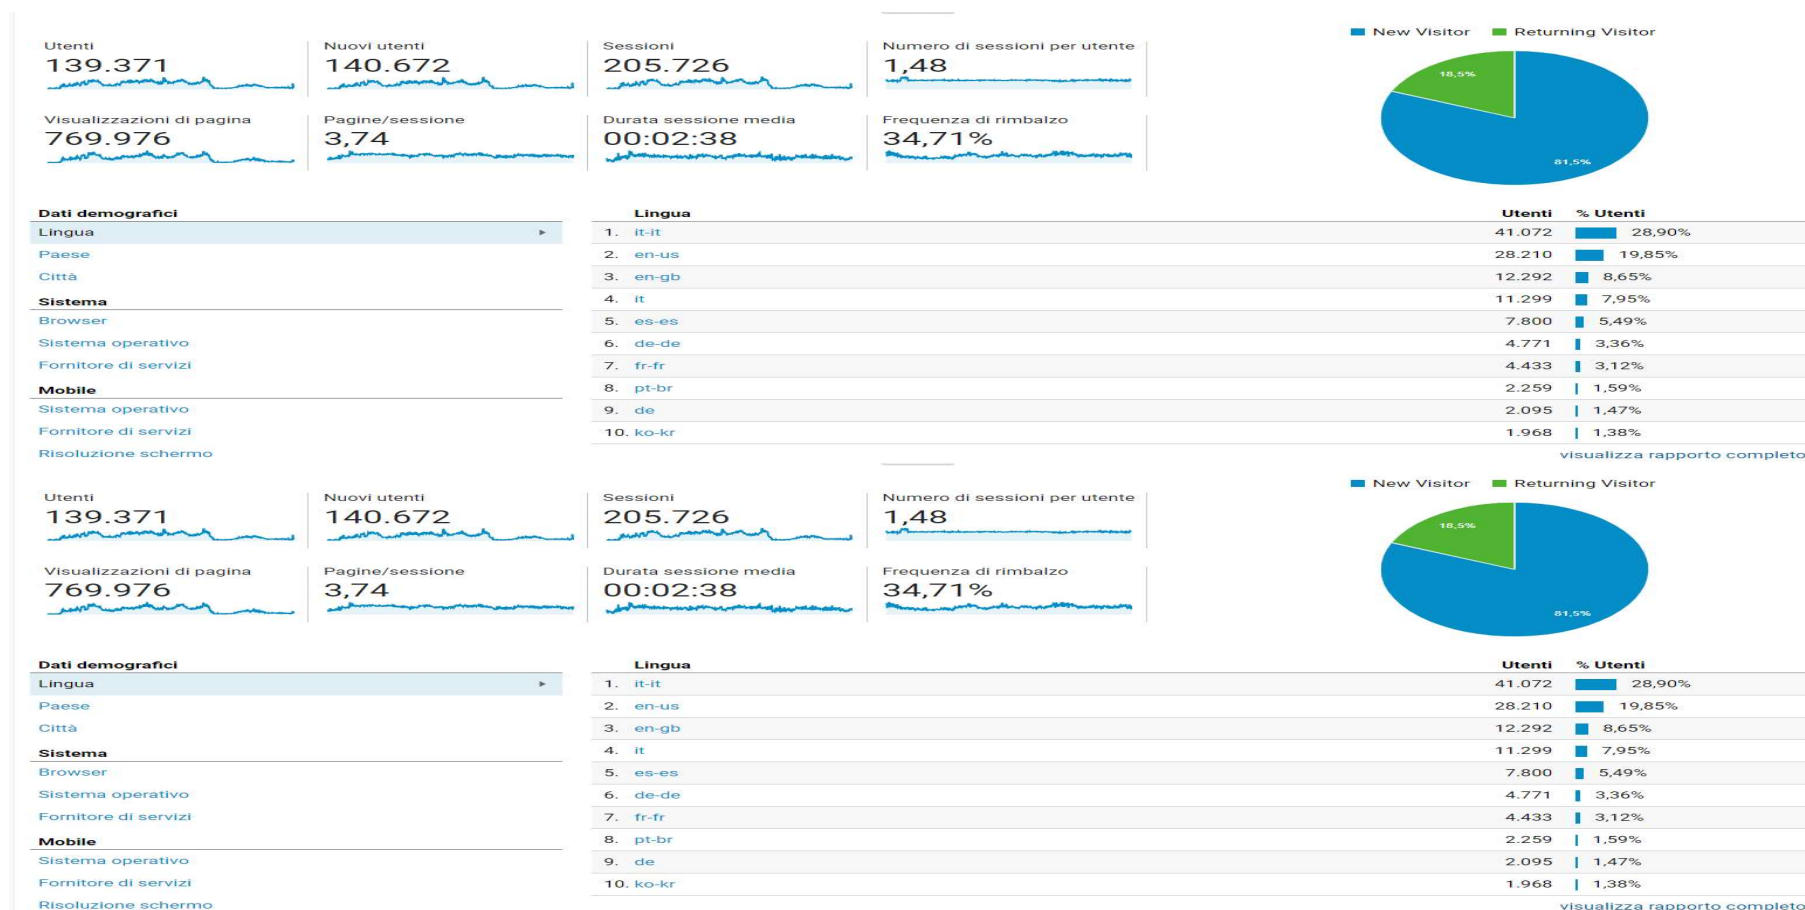 New Visitor Returning Visitor
Utenti Nuovi utenti Sessioni Numero di sessioni per utente
139.371 140.672 205.726 1,48
18,5%
Visualizzazioni di pagina Pagine/sessione Durata sessione media Frequenza di rimbalzo
769.976 3,74 00:02:38 34,71%
81,5%
Dati demografici Lingua Utenti % Utenti
Lingua 1. it-it 41.072 28,90%
Paese 2. en-us 28.210 19,85%
Città 3. en-gb 12.292 8,65%
Sistema 4. it 11.299 7,95%
Browser 5. es-es 7.800 5,49%
Sistema operativo 6. de-de 4.771 3,36%
Fornitore di servizi 7. fr-fr 4.433 3,12%
Mobile 8. pt-br 2.259 1,59%
Sistema operativo 9. de 2.095 1,47%
Fornitore di servizi 10. ko-kr 1.968 1,38%
Risoluzione schermo visualizza rapporto completo
New Visitor Returning Visitor
Utenti Nuovi utenti Sessioni Numero di sessioni per utente
139.371 140.672 205.726 1,48
18,5%
Visualizzazioni di pagina Pagine/sessione Durata sessione media Frequenza di rimbalzo
769.976 3,74 00:02:38 34,71%
81,5%
Dati demografici Lingua Utenti % Utenti
Lingua 1. it-it 41.072 28,90%
Paese 2. en-us 28.210 19,85%
Città 3. en-gb 12.292 8,65%
Sistema 4. it 11.299 7,95%
Browser 5. es-es 7.800 5,49%
Sistema operativo 6. de-de 4.771 3,36%
Fornitore di servizi 7. fr-fr 4.433 3,12%
Mobile 8. pt-br 2.259 1,59%
Sistema operativo 9. de 2.095 1,47%
Fornitore di servizi 10. ko-kr 1.968 1,38%
Risoluzione schermo visualizza rapporto completo